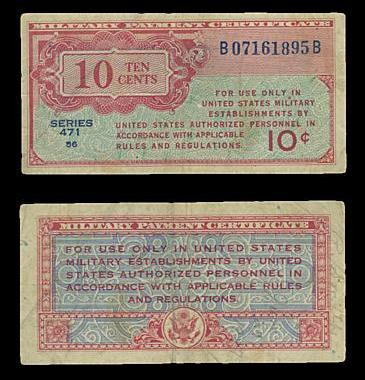 MILITARY PAYMENT CERTIFICATE
B07161895B
10 TEN
CENTS
FOR USE ONLY IN
UNITED STATES MILITARY
ESTABLISHMENTS BY
UNITED STATES AUTHORIZED PERSONNEL IN
ACCORDANCE WITH APPLICABLE
RULES AND REGULATIONS.
SERIES
471
56
10¢
MILITARY PAYMENT CERTIFICATE
FOR USE ONLY IN UNITED STATES
MILITARY ESTABLISHMENTS BY UNITED
STATES AUTHORIZED PERSONNEL IN
ACCORDANCE WITH APPLICABLE RULES
AND REGULATIONS.